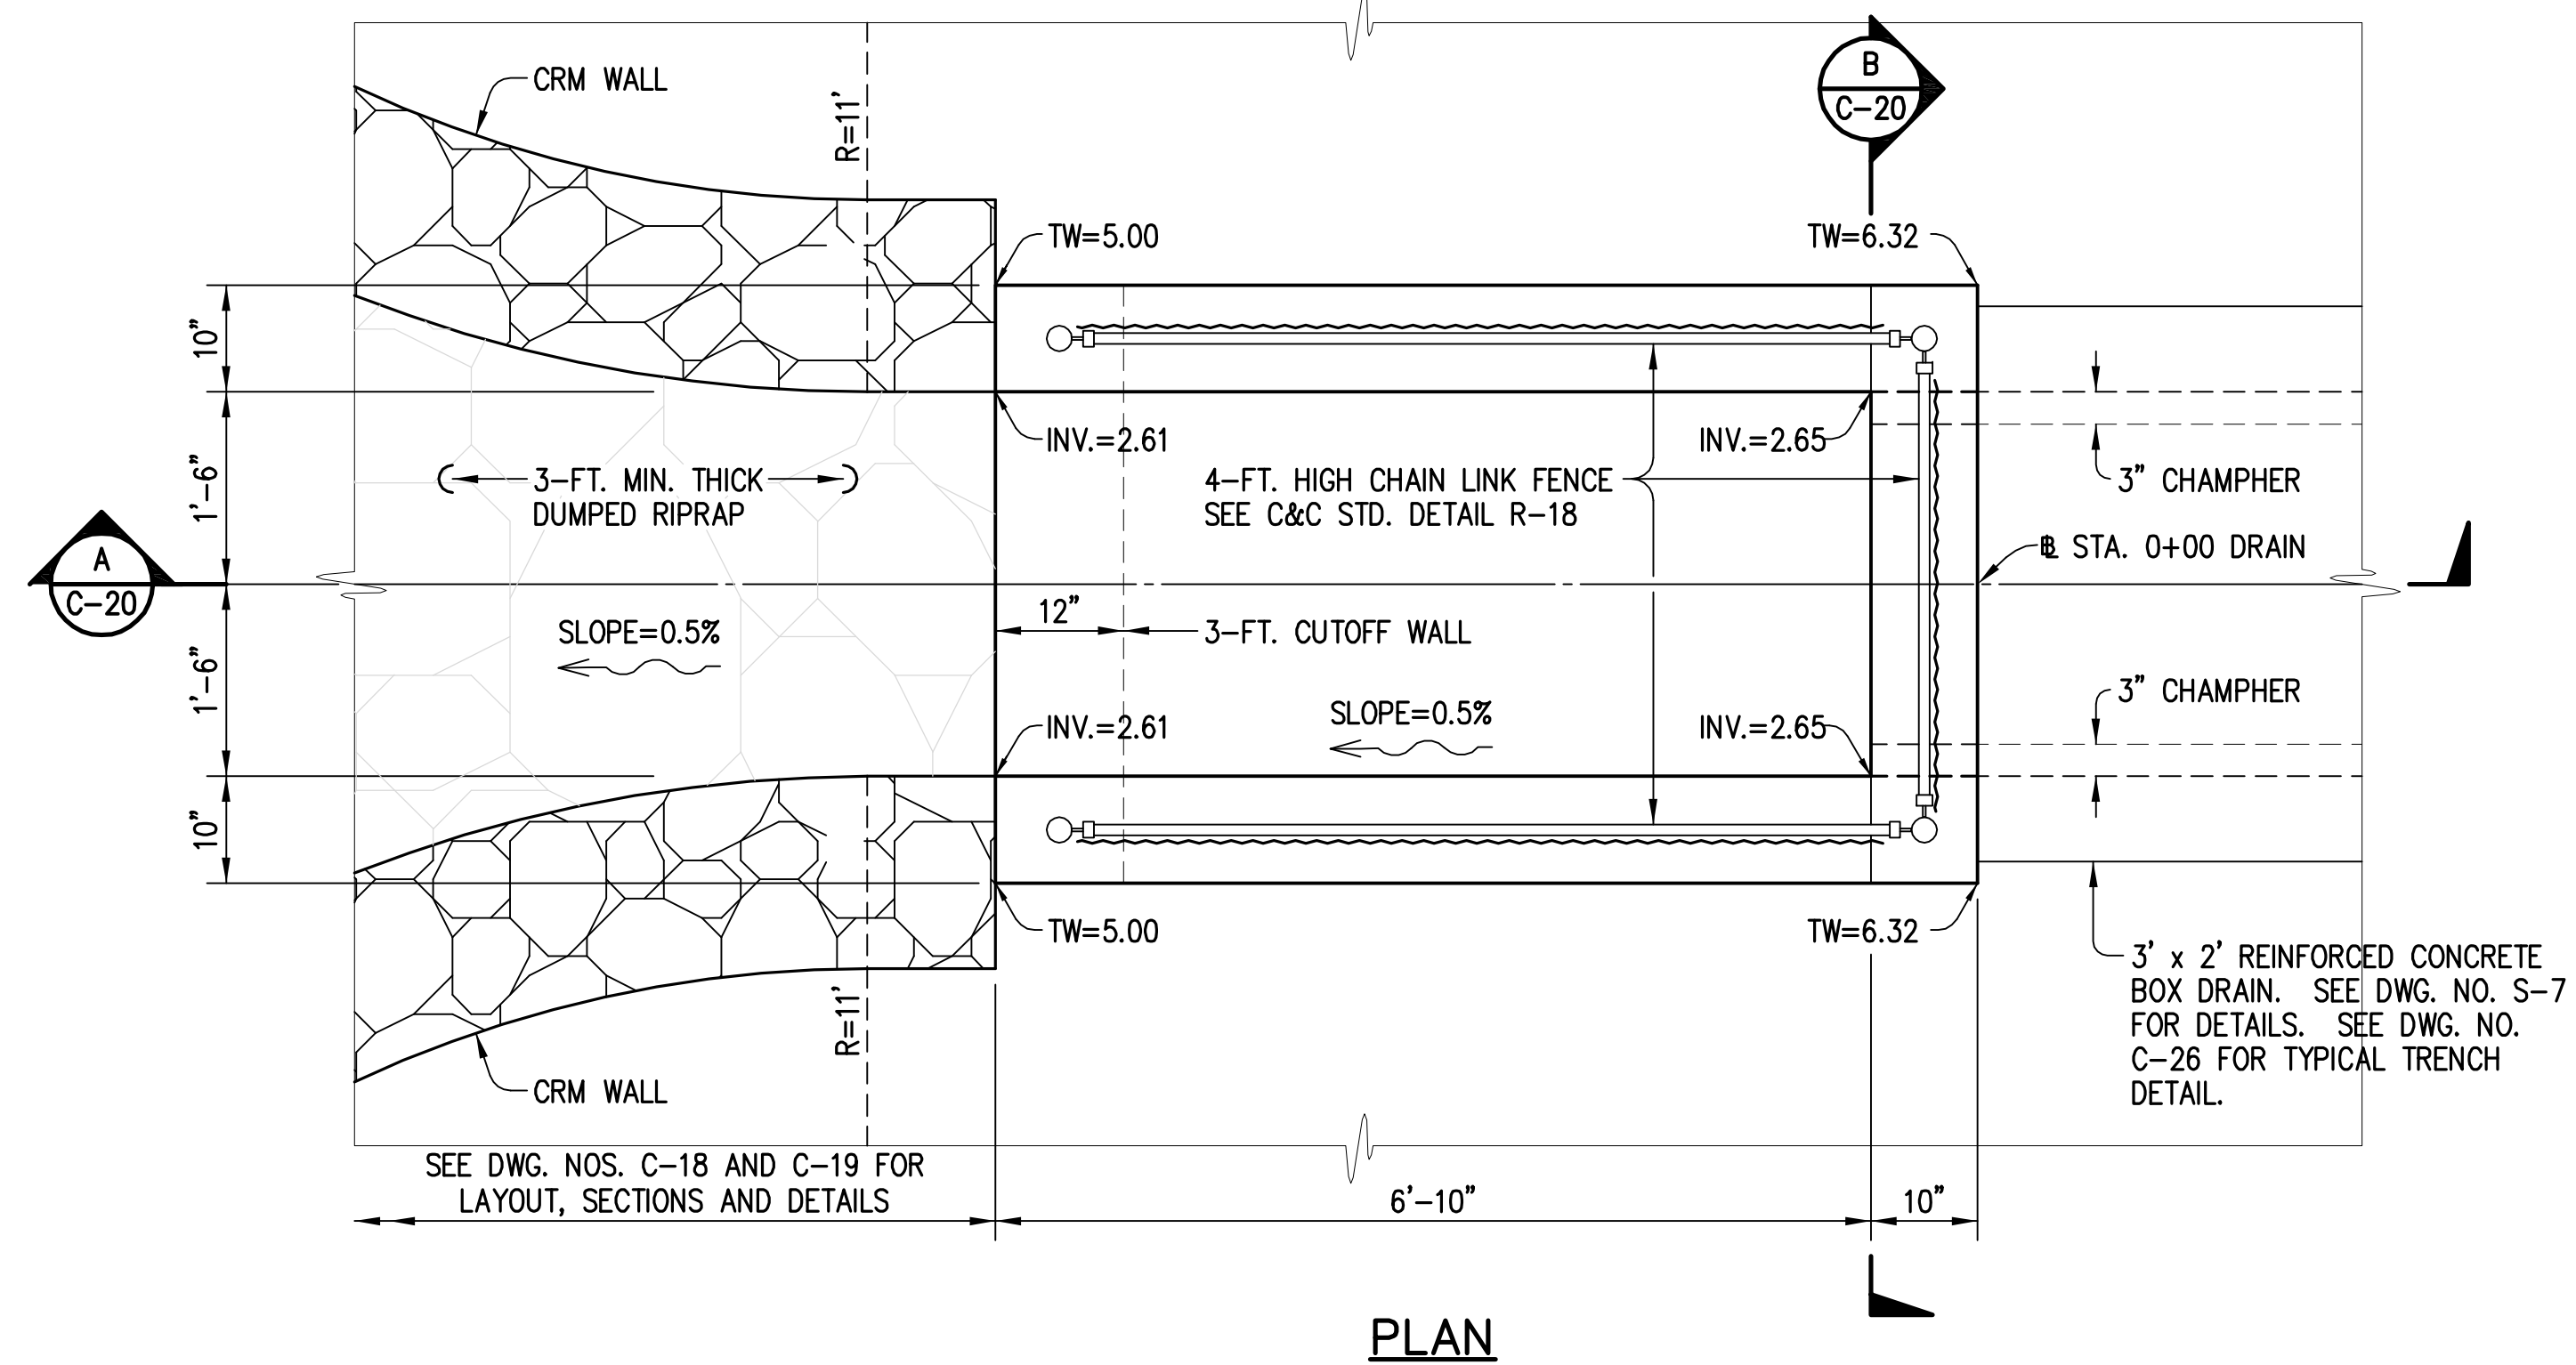 CRM WALL
R=11'
B
C-20
TW=5.00
TW=6.32
10"
INV.=2.61
INV.=2.65
1'-6"
3-FT. MIN. THICK
DUMPED RIPRAP
4-FT. HIGH CHAIN LINK FENCE
SEE C&C STD. DETAIL R-18
3" CHAMPHER
A
C-20
BL STA. 0+00 DRAIN
12"
3-FT. CUTOFF WALL
SLOPE=0.5%
1'-6"
3" CHAMPHER
SLOPE=0.5%
INV.=2.61
INV.=2.65
10"
TW=5.00
TW=6.32
3' x 2' REINFORCED CONCRETE
BOX DRAIN. SEE DWG. NO. S-7
FOR DETAILS. SEE DWG. NO.
C-26 FOR TYPICAL TRENCH
DETAIL.
R=11'
CRM WALL
SEE DWG. NOS. C-18 AND C-19 FOR
LAYOUT, SECTIONS AND DETAILS
6'-10"
10"
PLAN